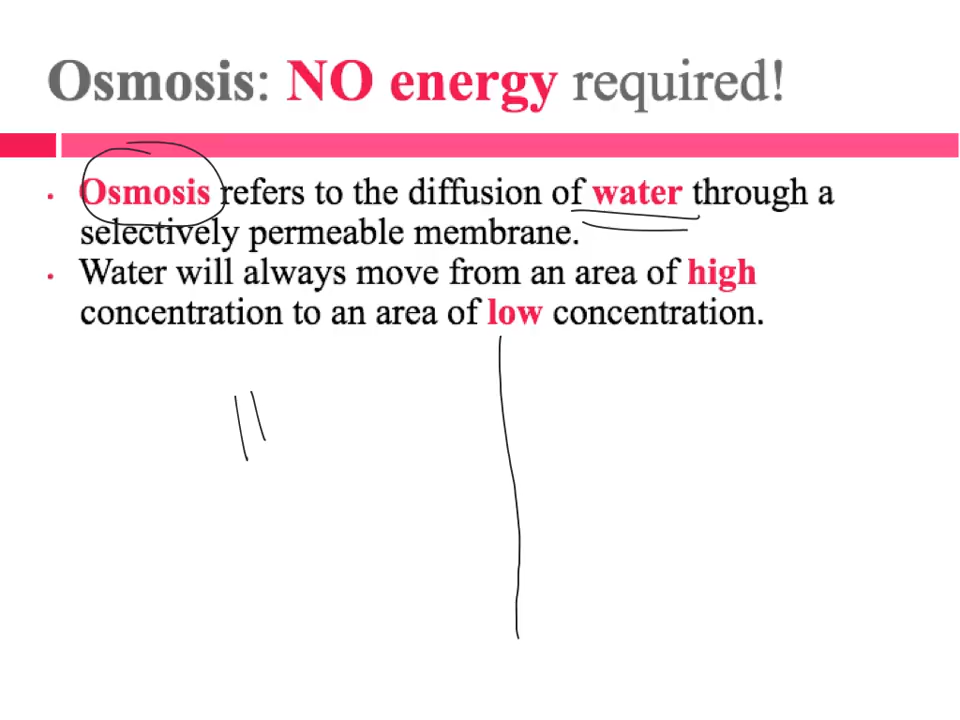 Osmosis: NO energy required!
• Osmosis refers to the diffusion of water through a
selectively permeable membrane.
• Water will always move from an area of high
concentration to an area of low concentration.